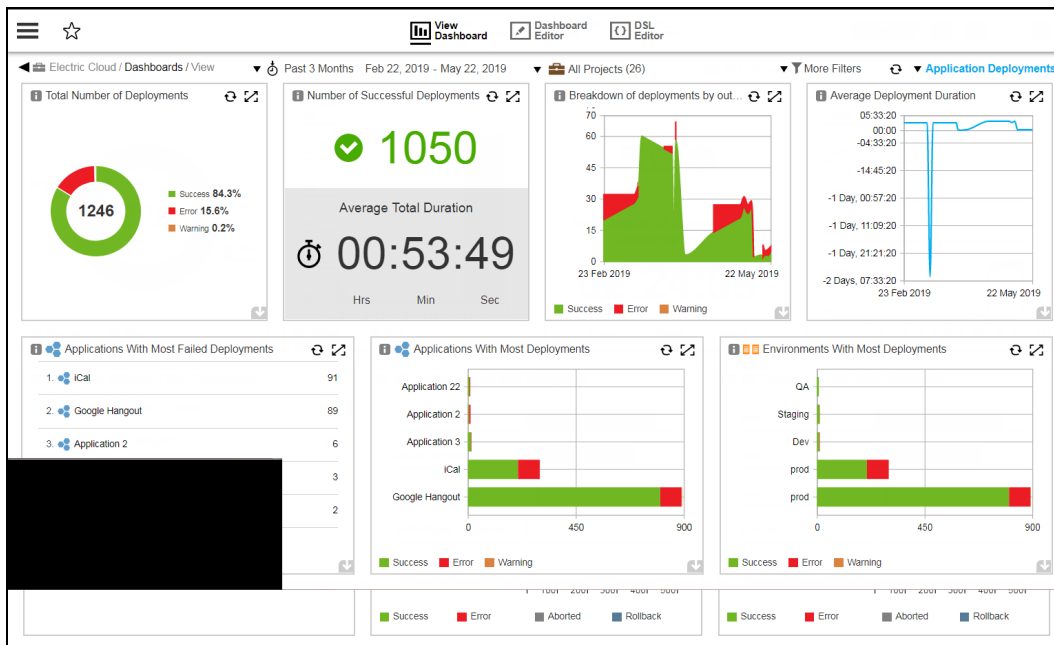 View Dashboard
Dashboard Editor
DSL Editor
Electric Cloud / Dashboards / View
Past 3 Months Feb 22, 2019 - May 22, 2019
All Projects (26)
More Filters
Application Deployments
Total Number of Deployments
1246
Success 84.3%
Error 15.6%
Warning 0.2%
Number of Successful Deployments
1050
Average Total Duration
00:53:49
Hrs Min Sec
Breakdown of deployments by out...
70
60
45
30
15
0
23 Feb 2019 22 May 2019
Success Error Warning
Average Deployment Duration
05:33:20
00:00
-04:33:20
-14:45:20
-1 Day, 00:57:20
-1 Day, 11:09:20
-1 Day, 21:21:20
-2 Days, 07:33:20
23 Feb 2019 22 May 2019
Applications With Most Failed Deployments
1. iCal 91
2. Google Hangout 89
3. Application 2 6
3
2
Applications With Most Deployments
Application 22
Application 2
Application 3
iCal
Google Hangout
0 450 900
Success Error Warning
Environments With Most Deployments
QA
Staging
Dev
prod
prod
0 450 900
Success Error Warning
Success Error Aborted Rollback
Success Error Aborted Rollback